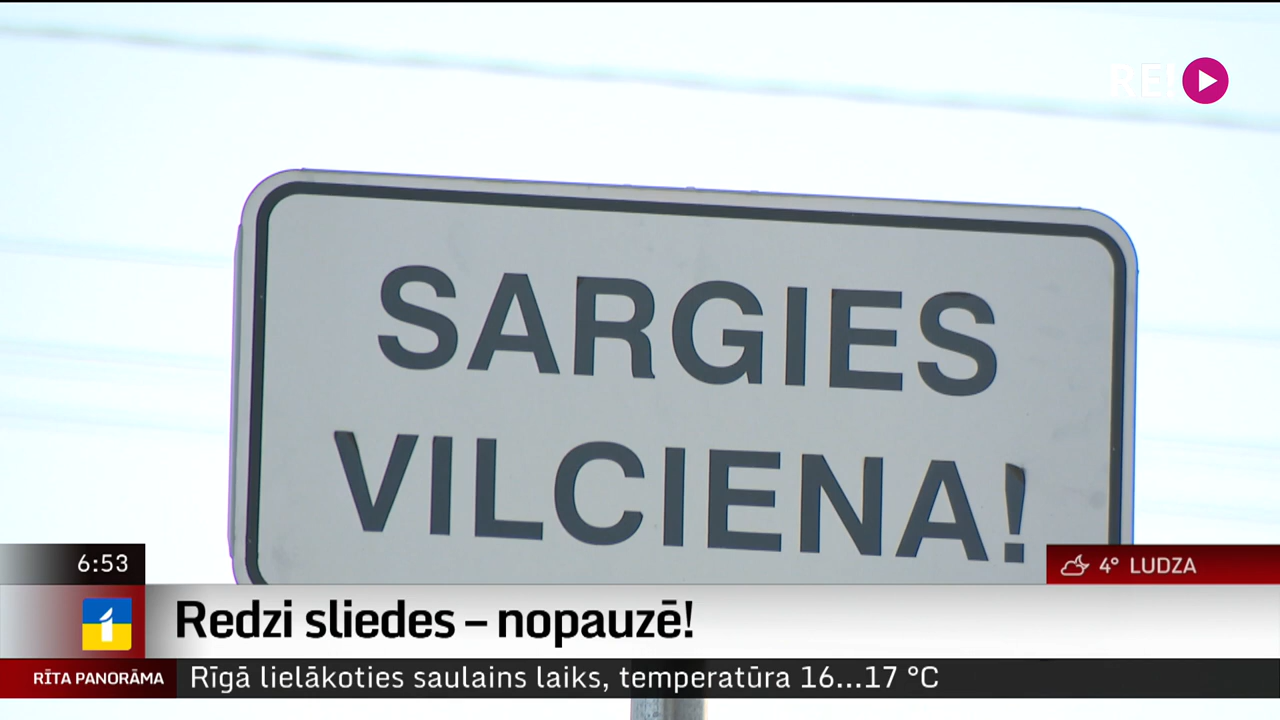 RE!
SARGIES
VILCIENA!
6:53
4° LUDZA
1
Redzi sliedes – nopauzē!
RĪTA PANORĀMA
Rīgā lielākoties saulains laiks, temperatūra 16...17 °C